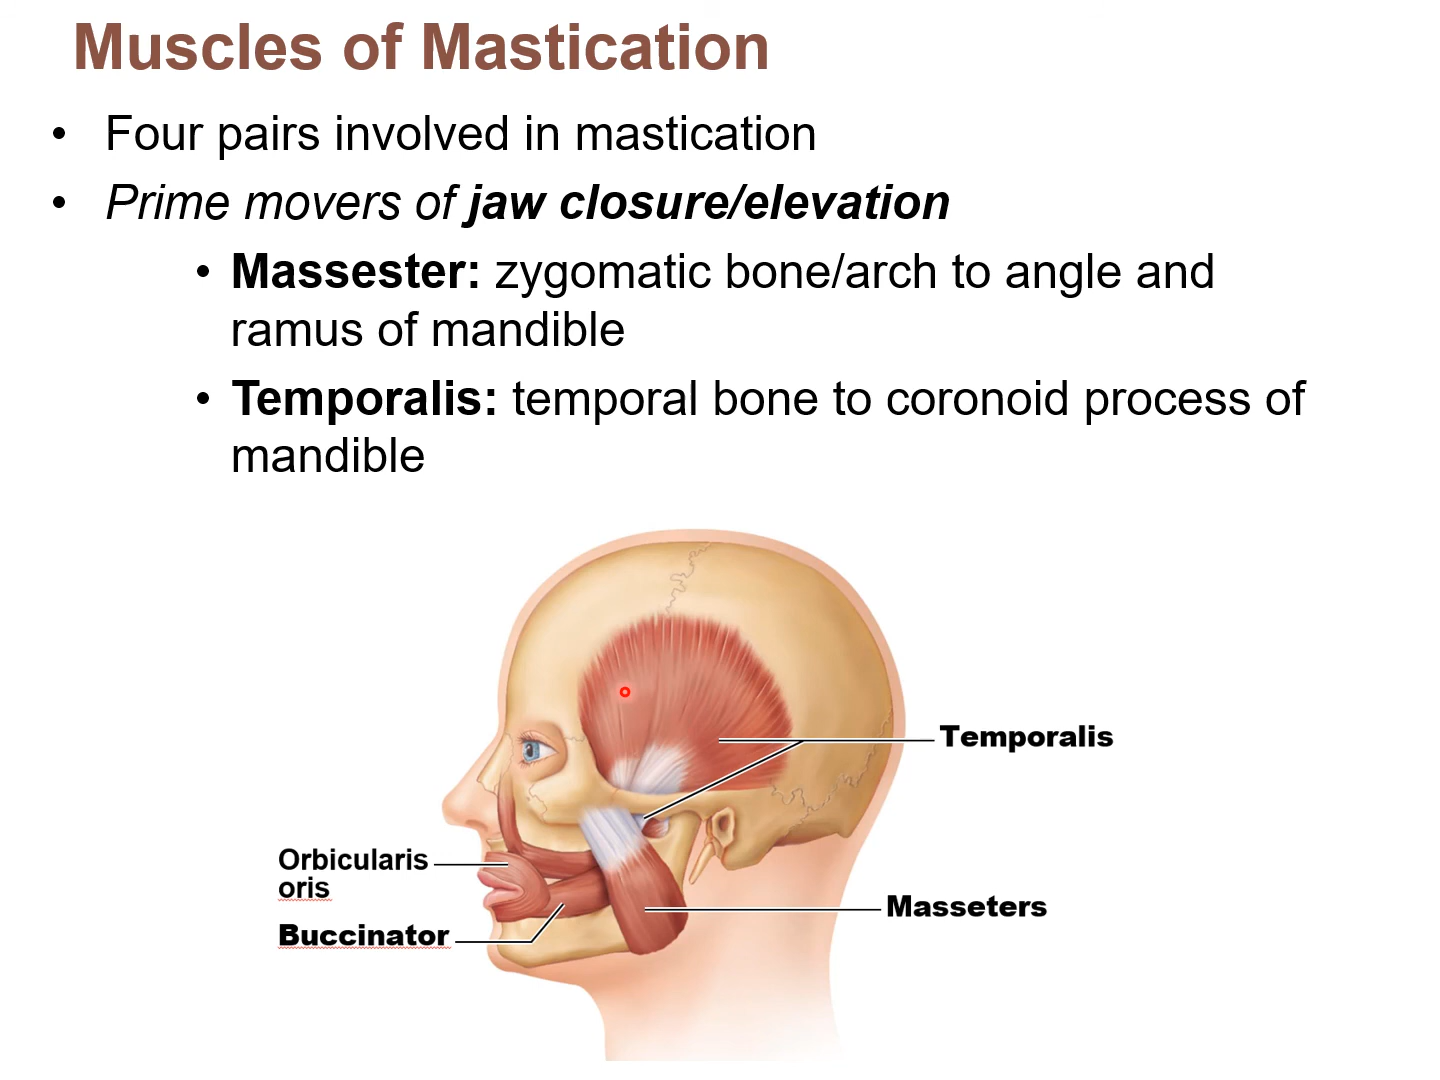 Muscles of Mastication
• Four pairs involved in mastication
• Prime movers of jaw closure/elevation
• Massester: zygomatic bone/arch to angle and
ramus of mandible
• Temporalis: temporal bone to coronoid process of
mandible
Temporalis
Orbicularis
oris
Masseters
Buccinator